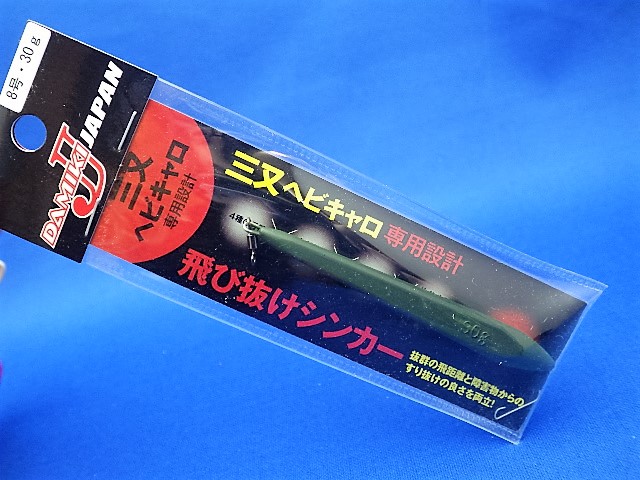 8号・30g
DAMIKI JAPAN
三又
ヘビキャロ
専用設計
三又ヘビキャロ専用設計
飛び抜けシンカー
抜群の飛距離と障害物からの
すり抜けの良さを両立!